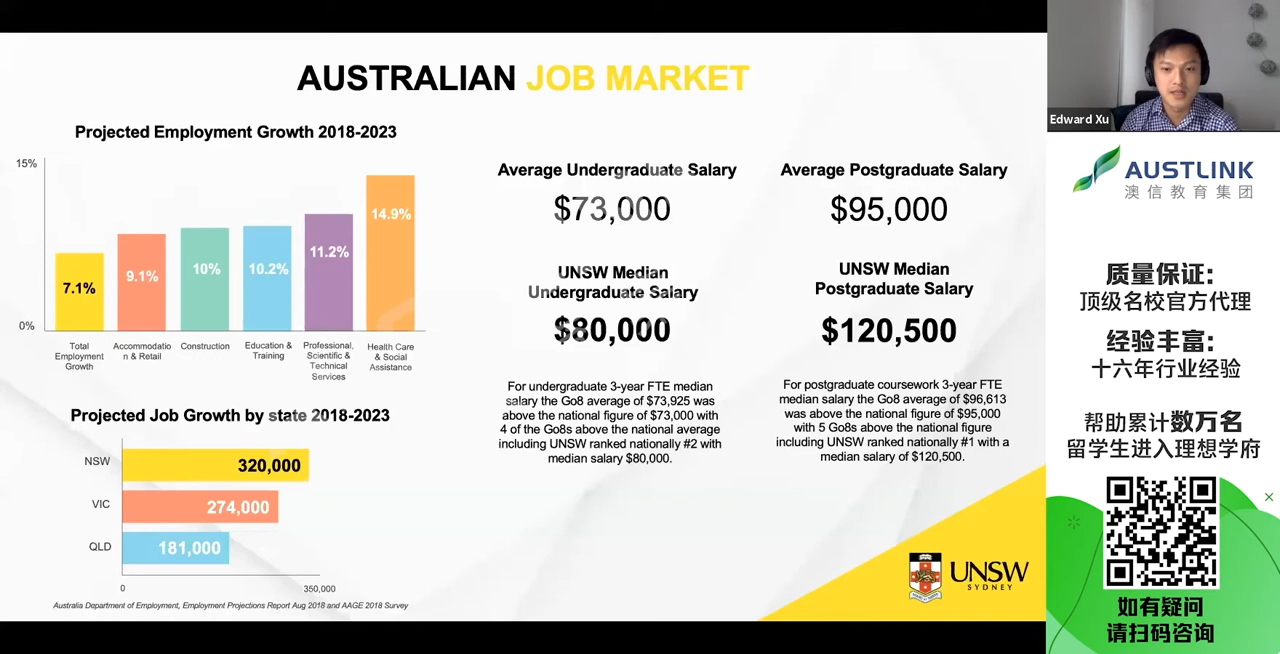 AUSTRALIAN JOB MARKET
Projected Employment Growth 2018-2023
15%
0%
7.1%
9.1%
10%
10.2%
11.2%
14.9%
Total
Employment
Growth
Accommodatio
n & Retail
Construction
Education &
Training
Professional,
Scientific &
Technical
Services
Health Care
& Social
Assistance
Projected Job Growth by state 2018-2023
NSW
320,000
VIC
274,000
QLD
181,000
0
350,000
Australia Department of Employment, Employment Projections Report Aug 2018 and AAGE 2018 Survey
Average Undergraduate Salary
$73,000
UNSW Median
Undergraduate Salary
$80,000
For undergraduate 3-year FTE median
salary the Go8 average of $73,925 was
above the national figure of $73,000 with
4 of the Go8s above the national average
including UNSW ranked nationally #2 with
median salary $80,000.
Average Postgraduate Salary
$95,000
UNSW Median
Postgraduate Salary
$120,500
For postgraduate coursework 3-year FTE
median salary the Go8 average of $96,613
was above the national figure of $95,000
with 5 Go8s above the national figure
including UNSW ranked nationally #1 with a
median salary of $120,500.
UNSW
SYDNEY
Edward Xu
AUSTLINK
澳信教育集团
质量保证:
顶级名校官方代理
经验丰富:
十六年行业经验
帮助累计数万名
留学生进入理想学府
如有疑问
请扫码咨询